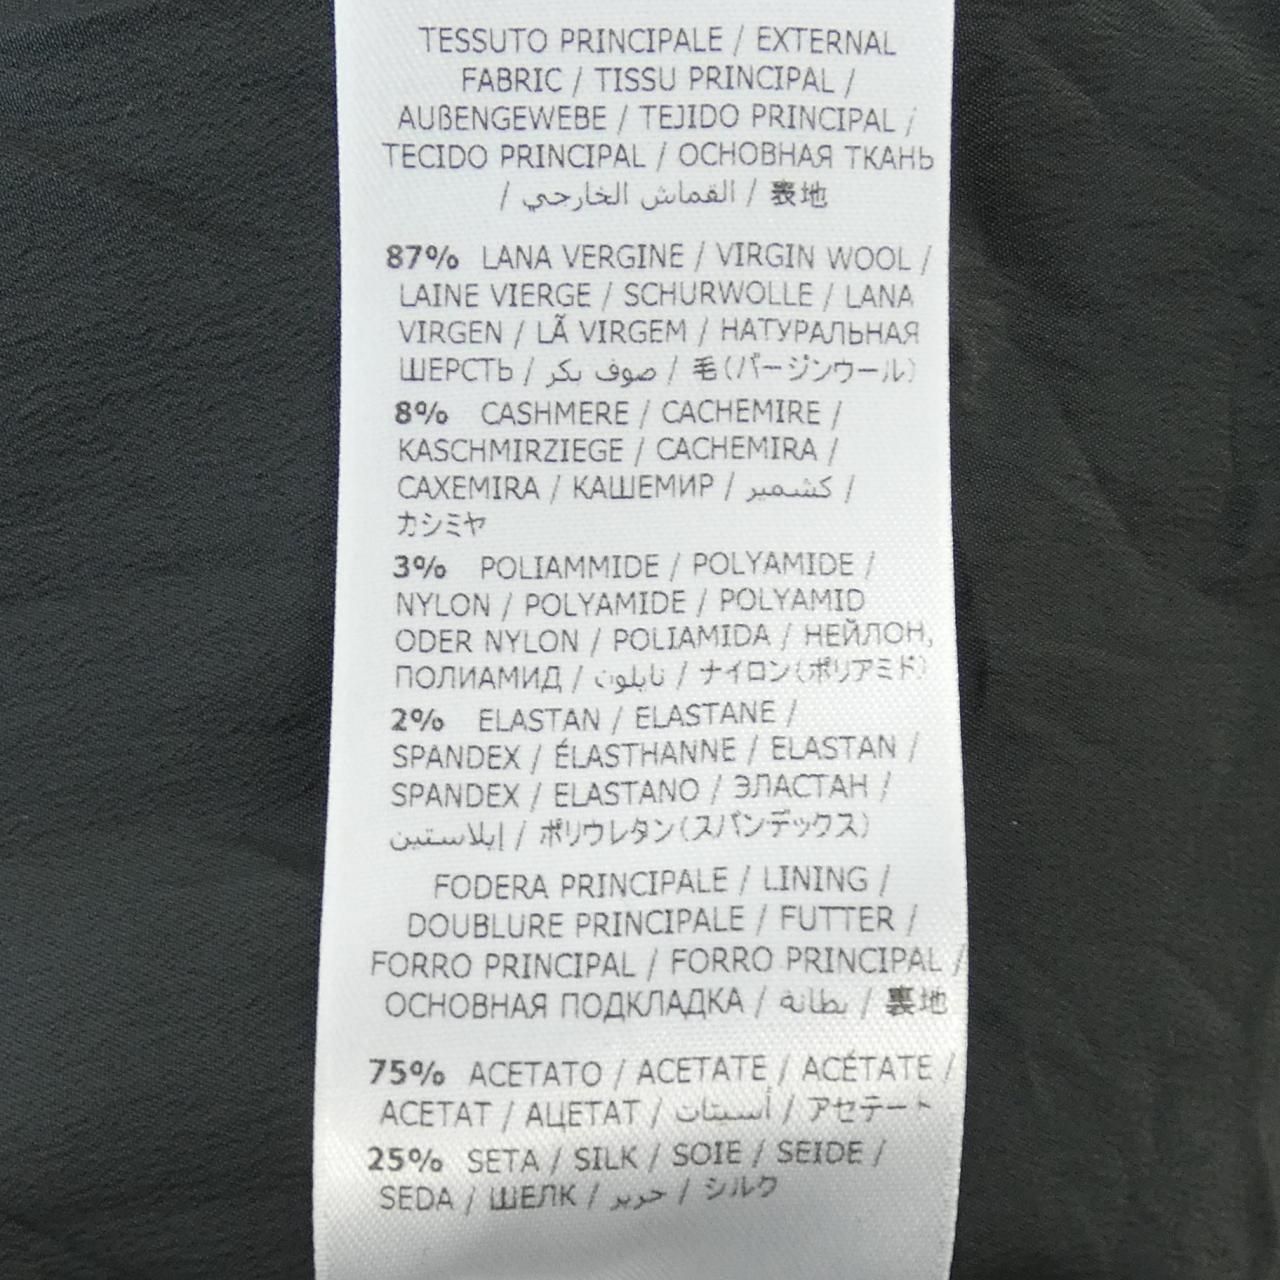 TESSUTO PRINCIPALE / EXTERNAL
FABRIC / TISSU PRINCIPAL /
AUßENGEWEBE / TEJIDO PRINCIPAL /
TECIDO PRINCIPAL / ОСНОВНАЯ ТКАНЬ
/ القماش الخارجي / 表地
87% LANA VERGINE / VIRGIN WOOL /
LAINE VIERGE / SCHURWOLLE / LANA
VIRGEN / LÃ VIRGEM / НАТУРАЛЬНАЯ
ШЕРСТЬ / صوف بكر / 毛(バージンウール)
8% CASHMERE / CACHEMIRE /
KASCHMIRZIEGE / CACHEMIRA /
CAXEMIRA / КАШЕМИР / كشمير /
カシミヤ
3% POLIAMMIDE / POLYAMIDE /
NYLON / POLYAMIDE / POLYAMID
ODER NYLON / POLIAMIDA / НЕЙЛОН,
ПОЛИАМИД / نايلون / ナイロン(ポリアミド)
2% ELASTAN / ELASTANE /
SPANDEX / ÉLASTHANNE / ELASTAN /
SPANDEX / ELASTANO / ЭЛАСТАН /
إيلاستين / ポリウレタン(スパンデックス)
FODERA PRINCIPALE / LINING /
DOUBLURE PRINCIPALE / FUTTER /
FORRO PRINCIPAL / FORRO PRINCIPAL /
ОСНОВНАЯ ПОДКЛАДКА / بطانة / 裏地
75% ACETATO / ACETATE / ACÉTATE /
ACETAT / АЦЕТАТ / أسيتات / アセテート
25% SETA / SILK / SOIE / SEIDE /
SEDA / ШЕЛК / حرير / シルク